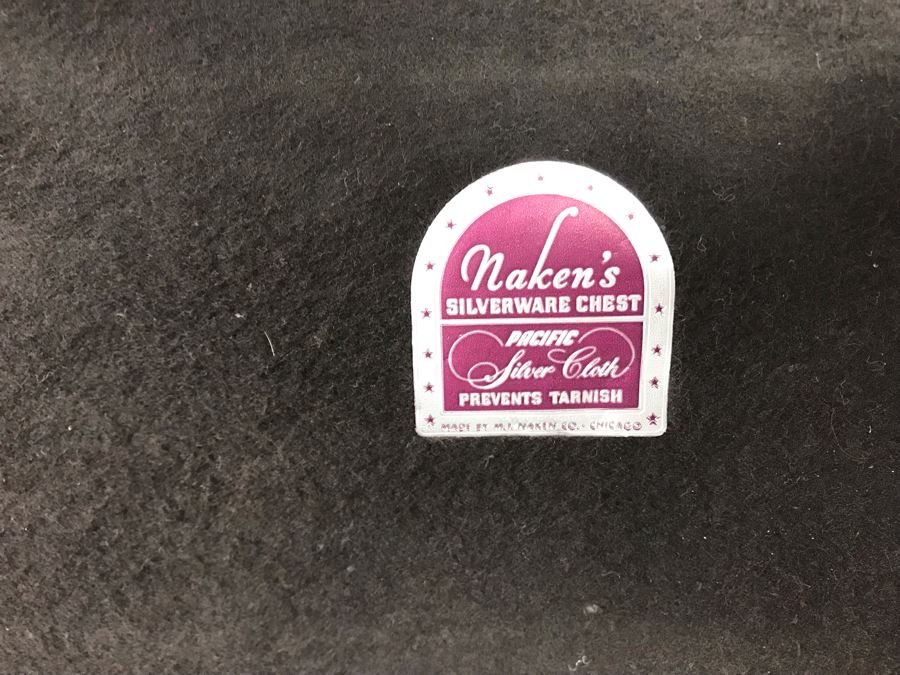 Naken's
SILVERWARE CHEST
PACIFIC
Silver Cloth
PREVENTS TARNISH
MADE BY M.J. NAKEN CO. - CHICAGO